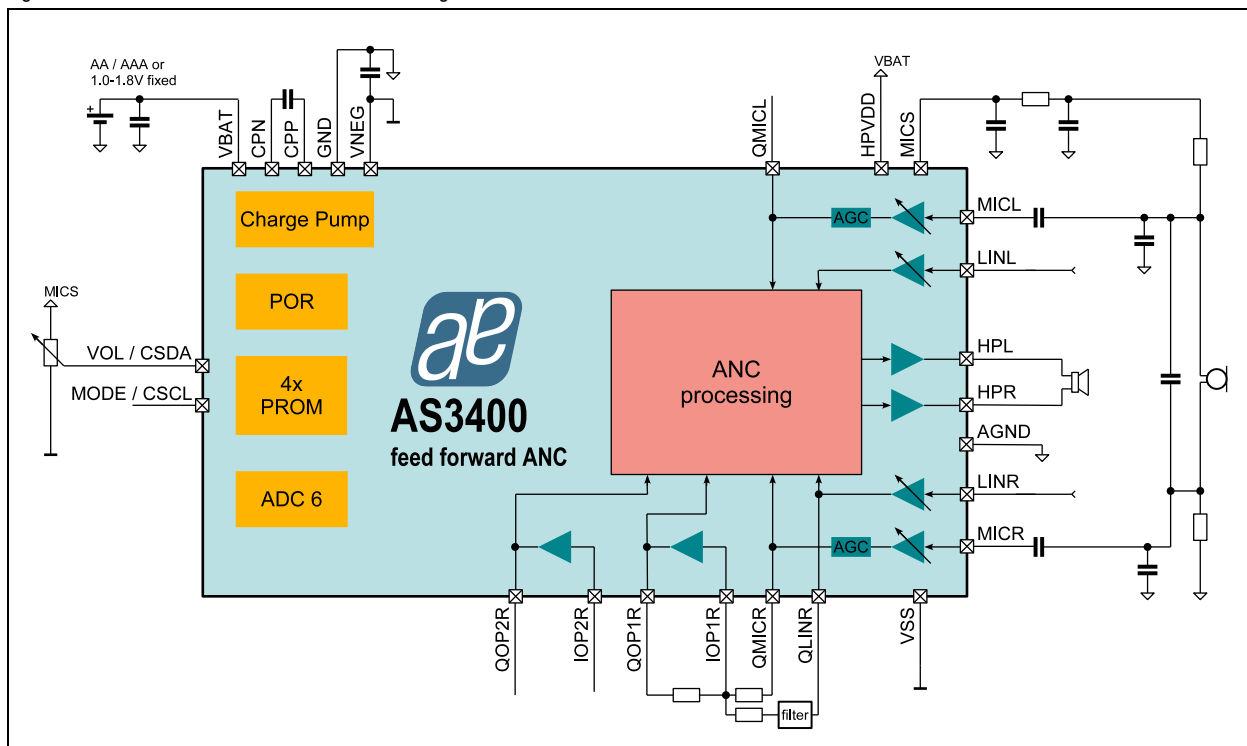 AA / AAA or
1.0-1.8V fixed
VBAT
VBAT
CPN
CPP
GND
VNEG
QMICL
HPVDD
MICS
Charge Pump
AGC
MICL
LINL
MICS
POR
VOL / CSDA
MODE / CSCL
4x
PROM
ae
AS3400
feed forward ANC
ANC
processing
HPL
HPR
AGND
LINR
ADC 6
AGC
MICR
QOP2R
IOP2R
QOP1R
IOP1R
QMICR
QLINR
VSS
filter